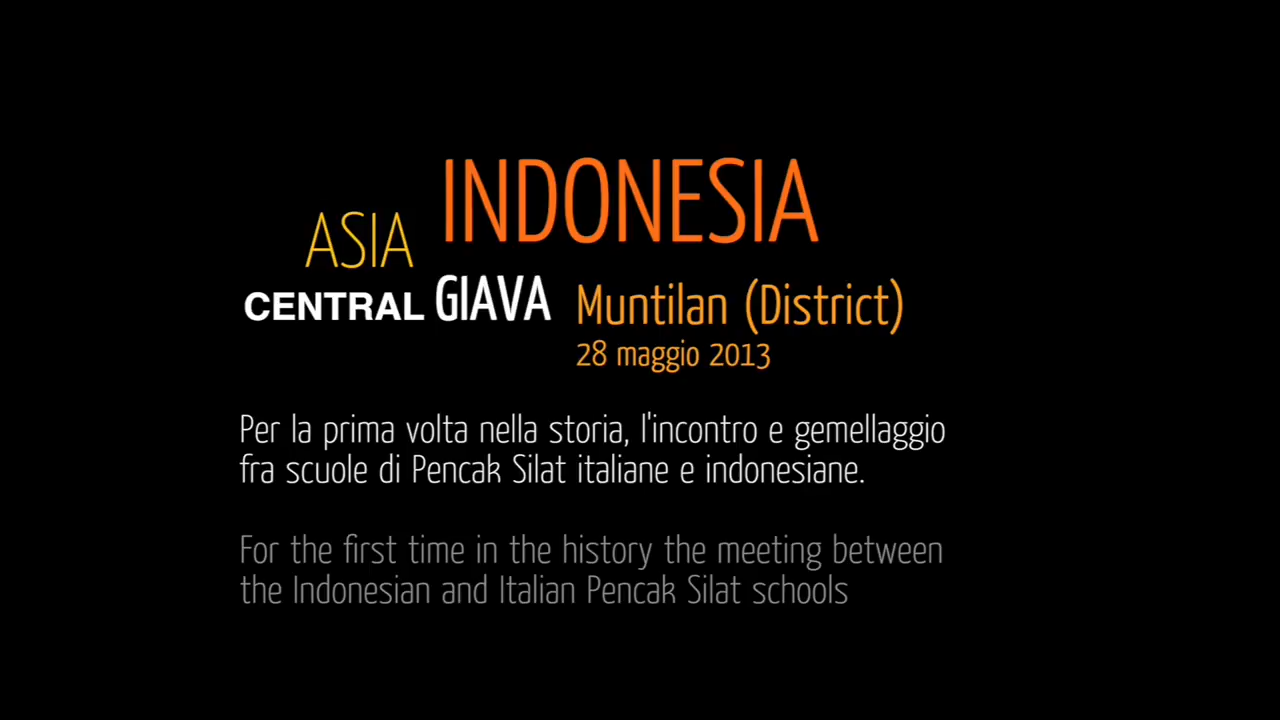 INDONESIA
ASIA
CENTRAL GIAVA Muntilan (District)
28 maggio 2013
Per la prima volta nella storia, l'incontro e gemellaggio
fra scuole di Pencak Silat italiane e indonesiane.
For the first time in the history the meeting between
the Indonesian and Italian Pencak Silat schools